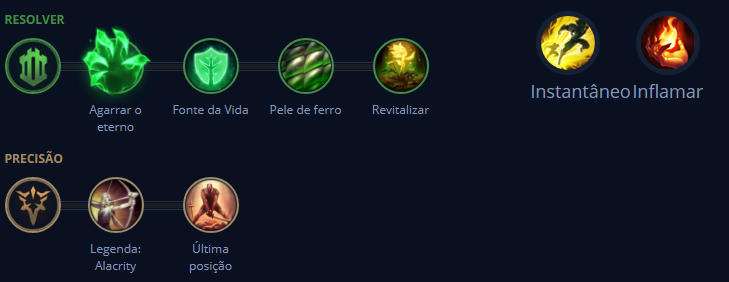 RESOLVER
Agarrar o
eterno
Fonte da Vida
Pele de ferro
Revitalizar
Instantâneo
Inflamar
PRECISÃO
Legenda:
Alacrity
Última
posição